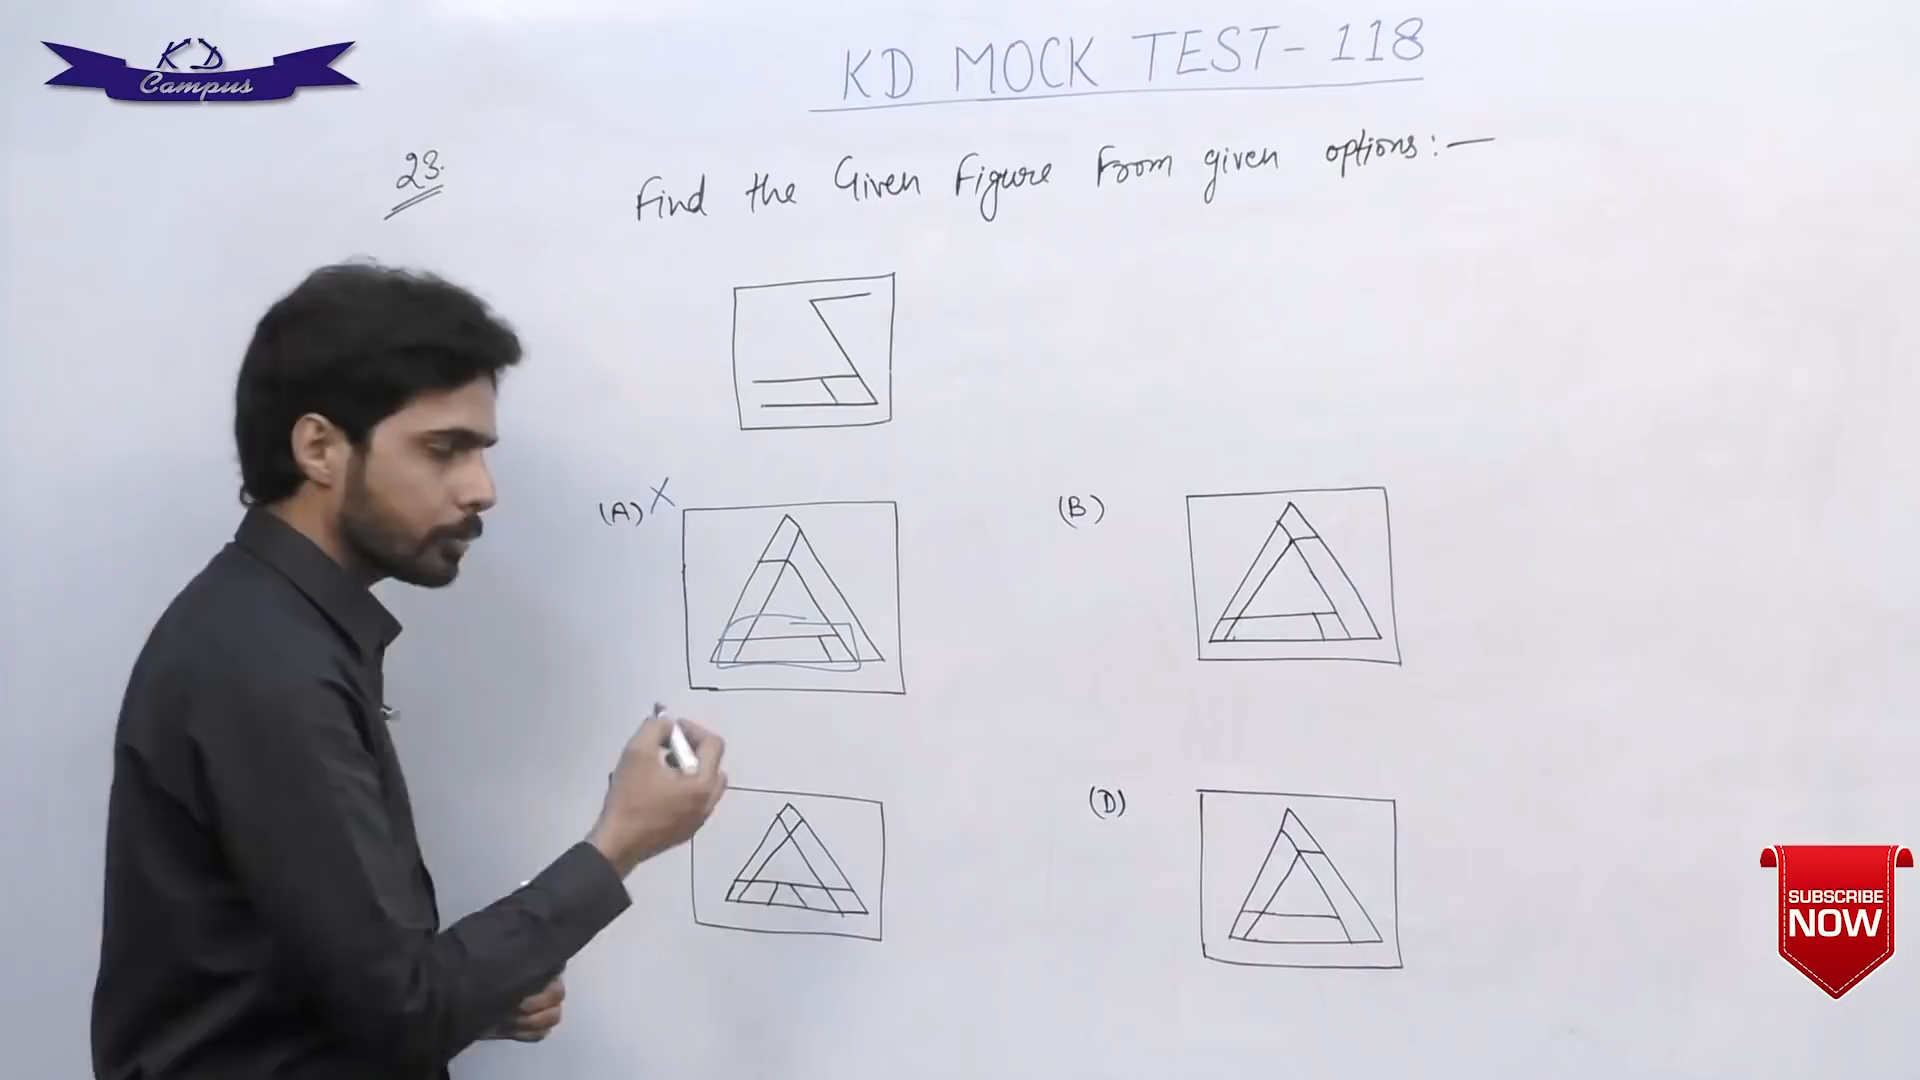 KD
Campus
KD MOCK TEST-118
23.
Find the Given Figure From given options:—
(A) X
(B)
(D)
SUBSCRIBE
NOW